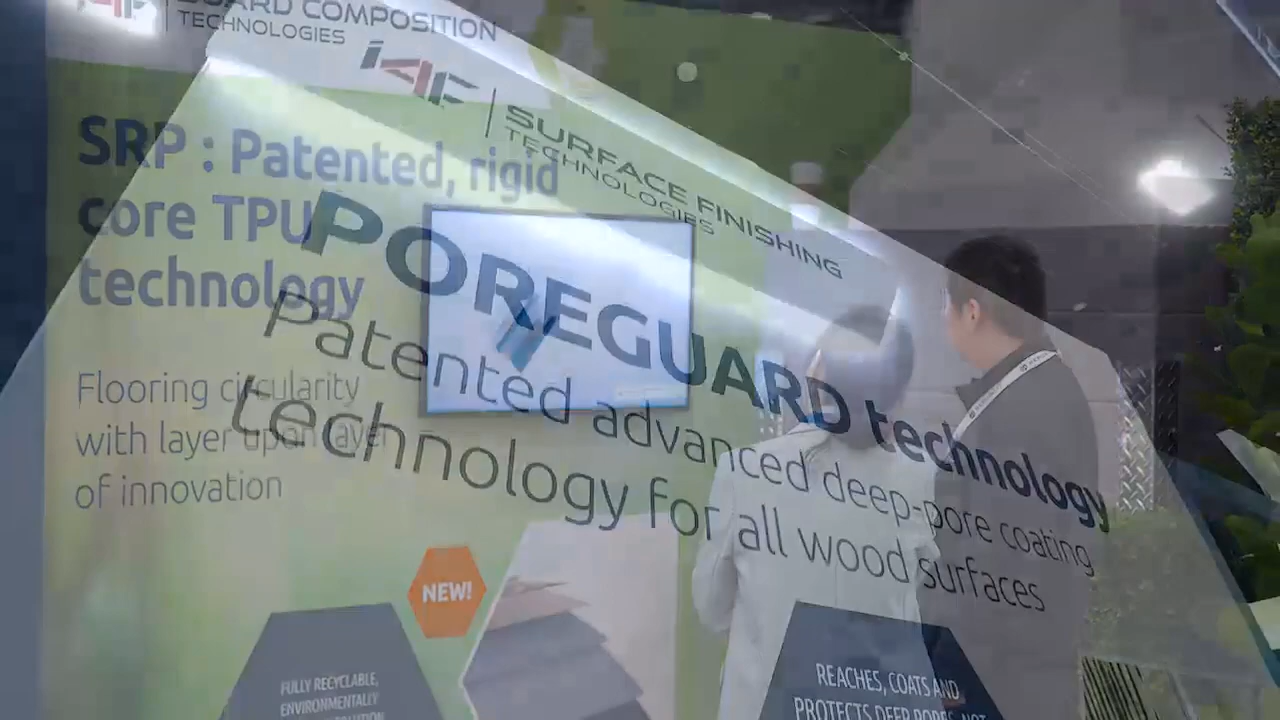 BOARD COMPOSITION
TECHNOLOGIES
SRP : Patented, rigid
core TPU
technology
Flooring circularity
with layer upon layer
of innovation
NEW!
FULLY RECYCLABLE,
ENVIRONMENTALLY
SURFACE FINISHING
TECHNOLOGIES
POREGUARD technology
Patented advanced deep-pore coating
technology for all wood surfaces
REACHES, COATS AND
PROTECTS DEEP PORES, NOT